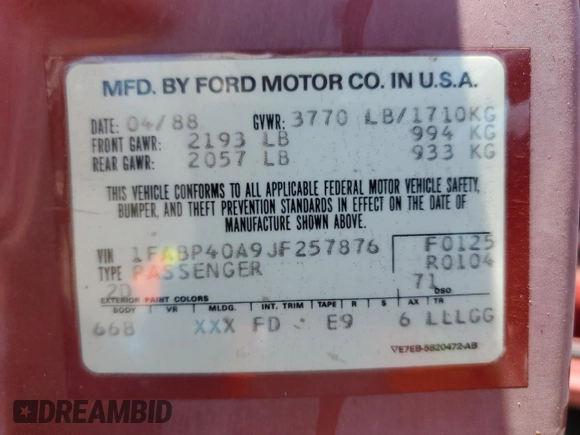 MFD. BY FORD MOTOR CO. IN U.S.A.
DATE: 04/88 GVWR: 3770 LB/1710KG
FRONT GAWR: 2193 LB 994 KG
REAR GAWR: 2057 LB 933 KG
THIS VEHICLE CONFORMS TO ALL APPLICABLE FEDERAL MOTOR VEHICLE SAFETY,
BUMPER, AND THEFT PREVENTION STANDARDS IN EFFECT ON THE DATE OF
MANUFACTURE SHOWN ABOVE.
VIN 1FABP40A9JF257876 F0125
TYPE PASSENGER R0104
2D 71 DSO
EXTERIOR PAINT COLORS
BODY VR MLDG. INT. TRIM TAPE R S AX TR
66B XXX FD E9 6 LLLGG
VE7EB-5820472-AB
DREAMBID